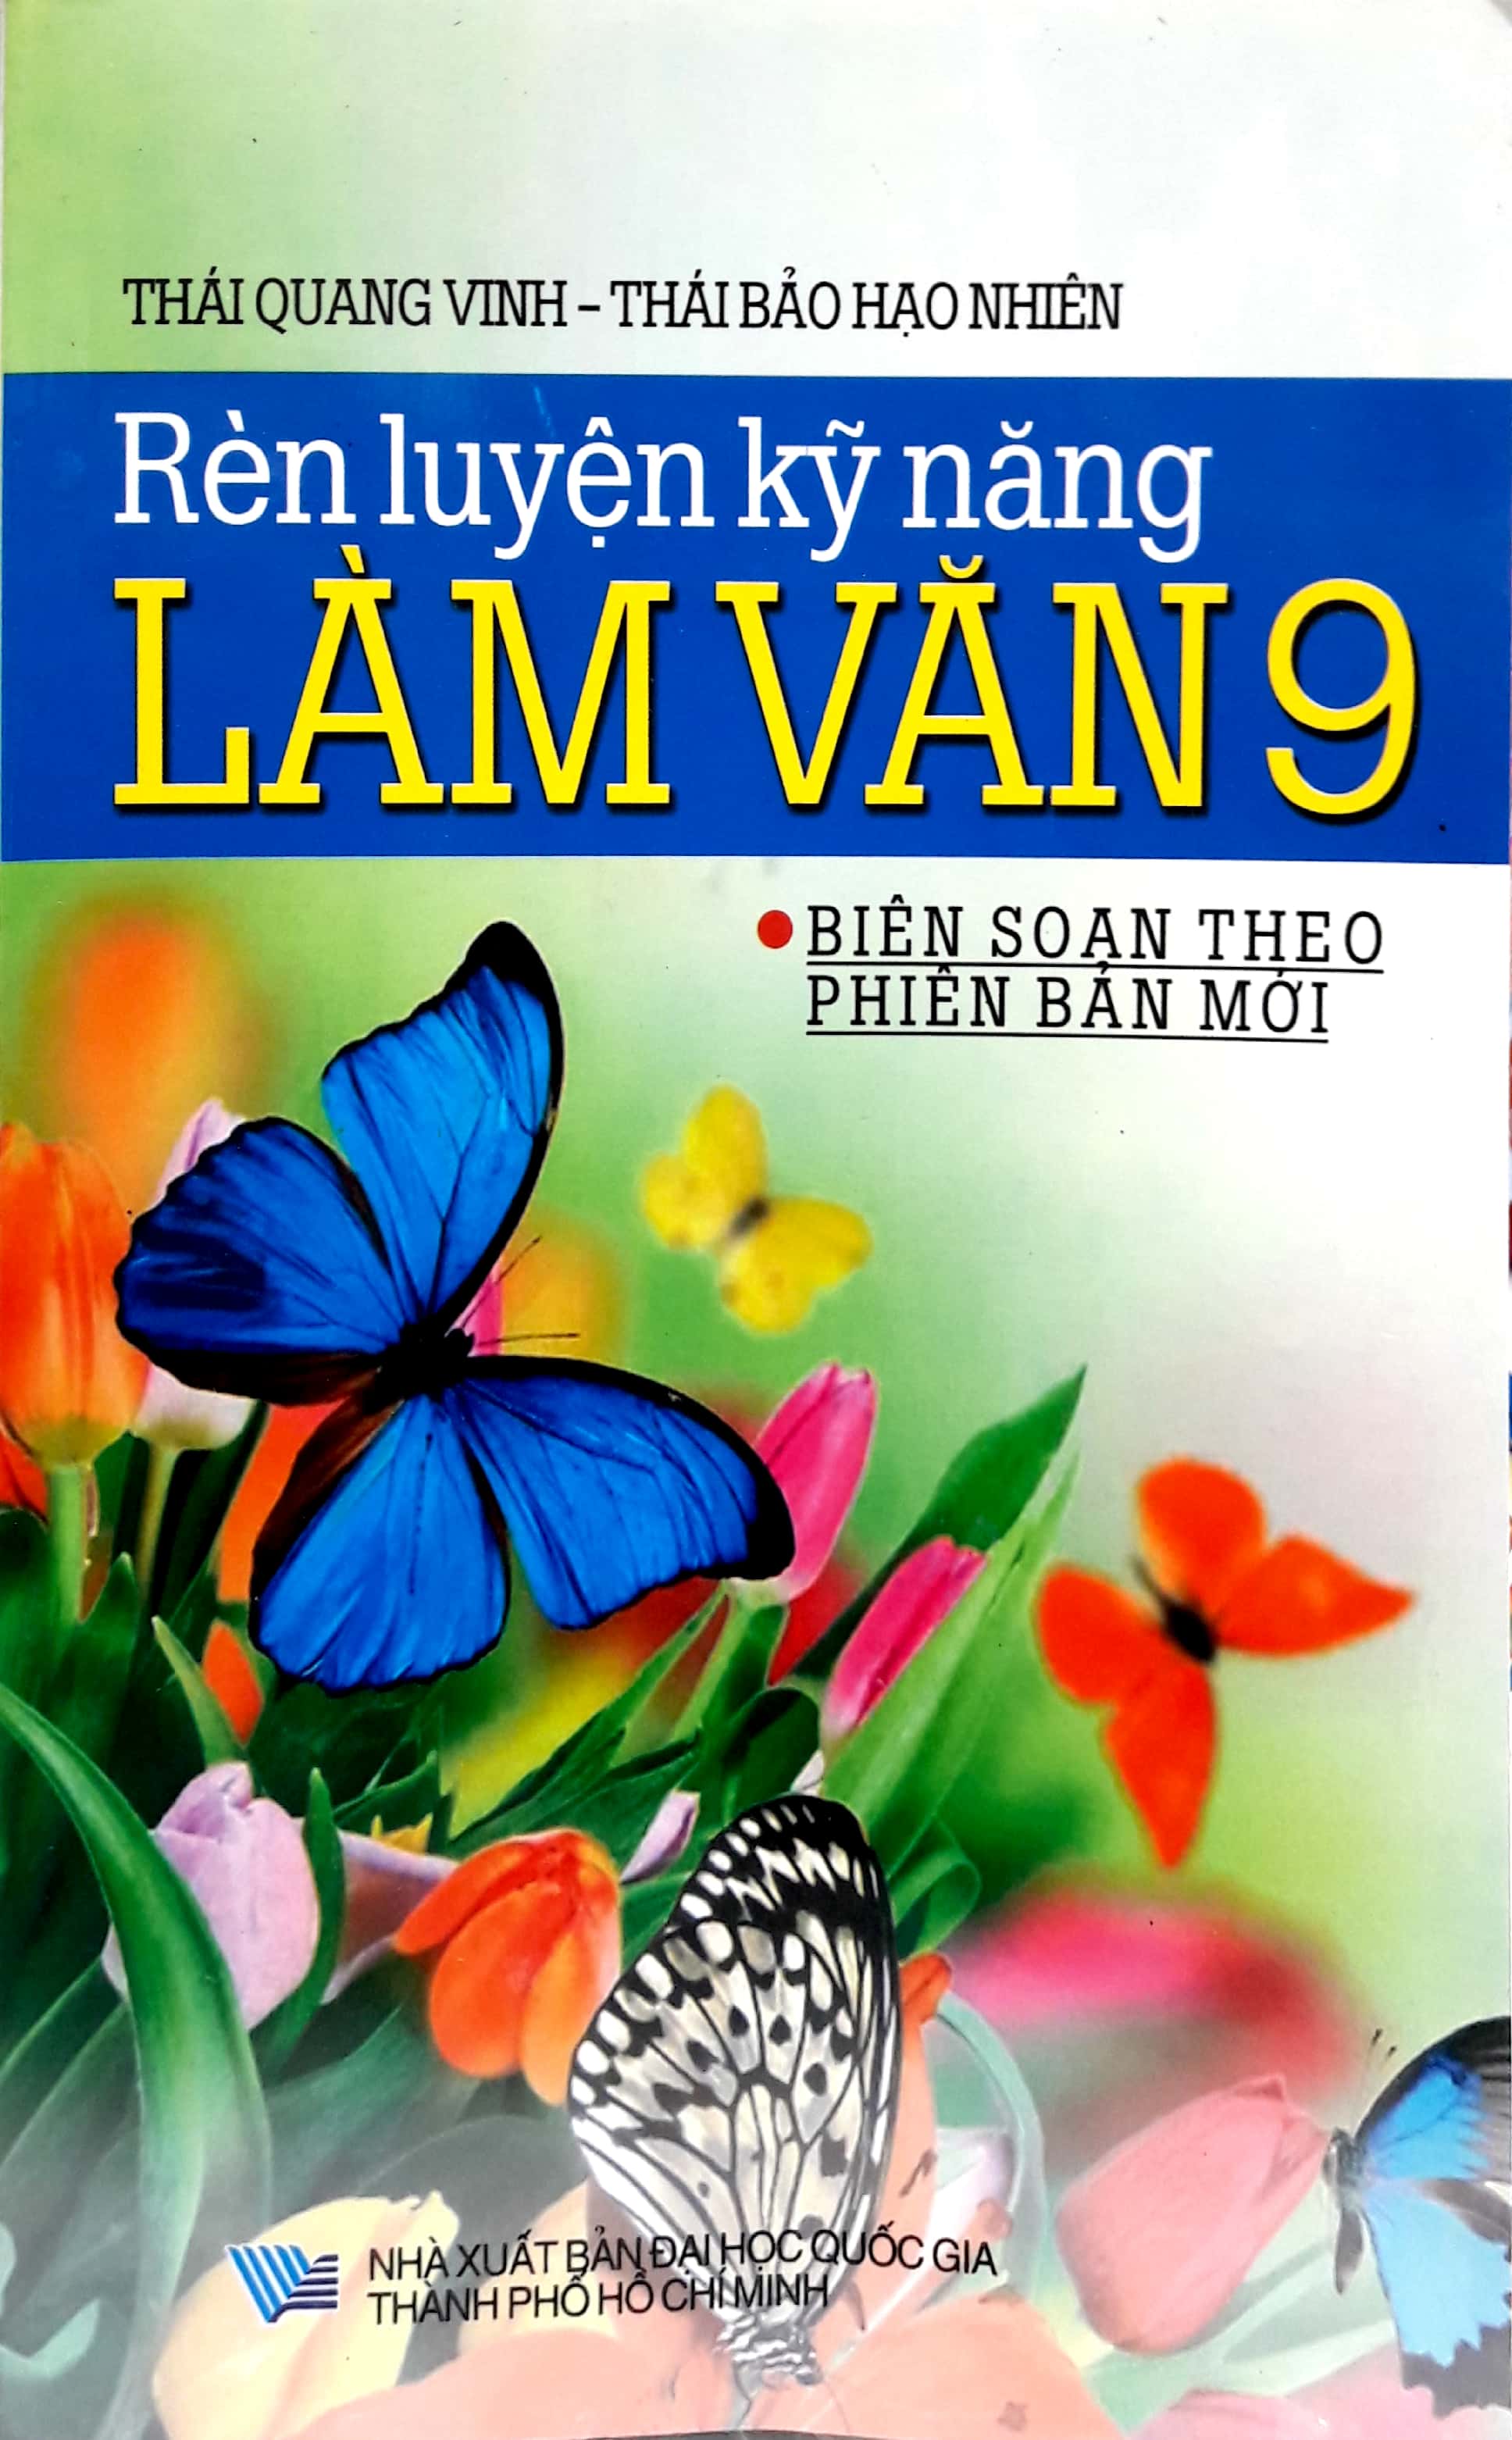 THÁI QUANG VINH – THÁI BẢO HẠO NHIÊN
Rèn luyện kỹ năng
LÀM VĂN 9
BIÊN SOẠN THEO
PHIÊN BẢN MỚI
NHÀ XUẤT BẢN ĐẠI HỌC QUỐC GIA
THÀNH PHỐ HỒ CHÍ MINH